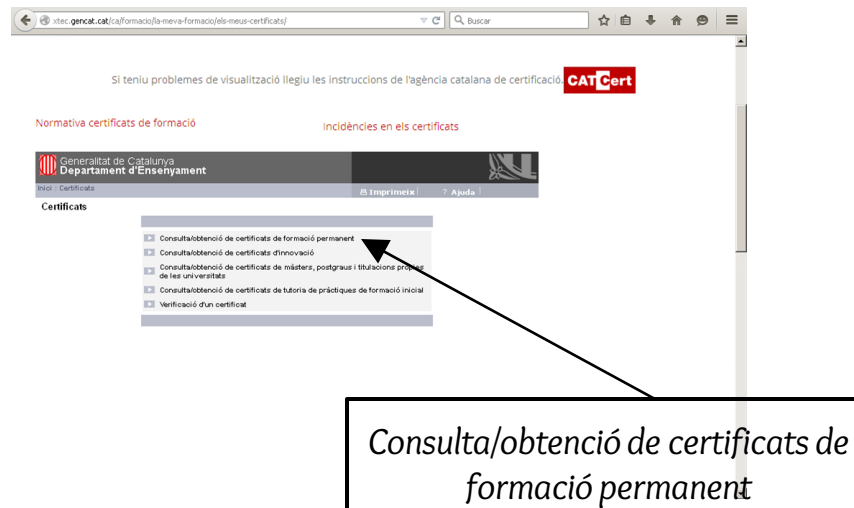 xtec.gencat.cat/ca/formacio/la-meva-formacio/els-meus-certificats/
Buscar
Si teniu problemes de visualització llegiu les instruccions de l'agència catalana de certificació. CATCert
Normativa certificats de formació
Incidències en els certificats
Generalitat de Catalunya
Departament d'Ensenyament
Inici : Certificats
Imprimeix
? Ajuda
Certificats
Consulta/obtenció de certificats de formació permanent
Consulta/obtenció de certificats d'innovació
Consulta/obtenció de certificats de màsters, postgraus i titulacions pròpies
de les universitats
Consulta/obtenció de certificats de tutoria de pràctiques de formació inicial
Verificació d'un certificat
Consulta/obtenció de certificats de
formació permanent